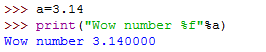 >>> a=3.14
>>> print("Wow number %f"%a)
Wow number 3.140000